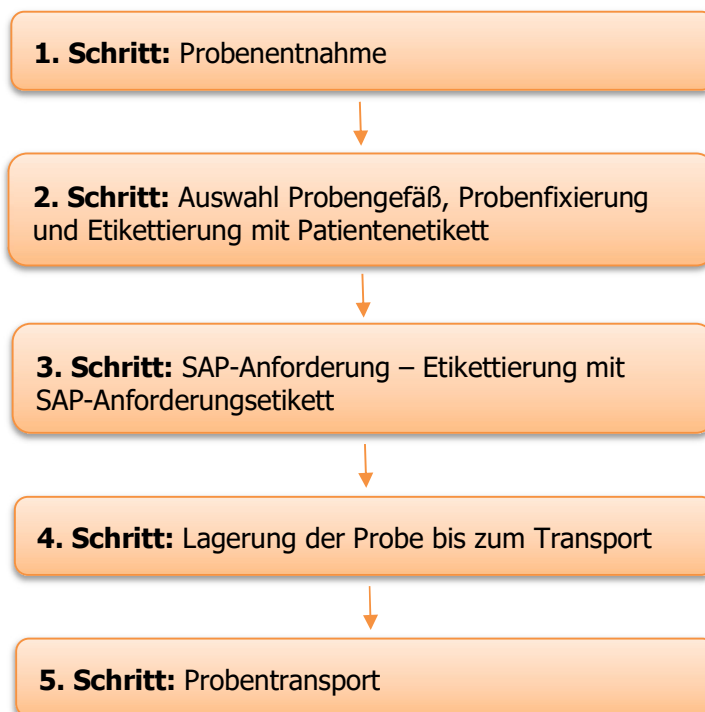 1. Schritt: Probenentnahme
2. Schritt: Auswahl Probengefäß, Probenfixierung
und Etikettierung mit Patientenetikett
3. Schritt: SAP-Anforderung – Etikettierung mit
SAP-Anforderungsetikett
4. Schritt: Lagerung der Probe bis zum Transport
5. Schritt: Probentransport